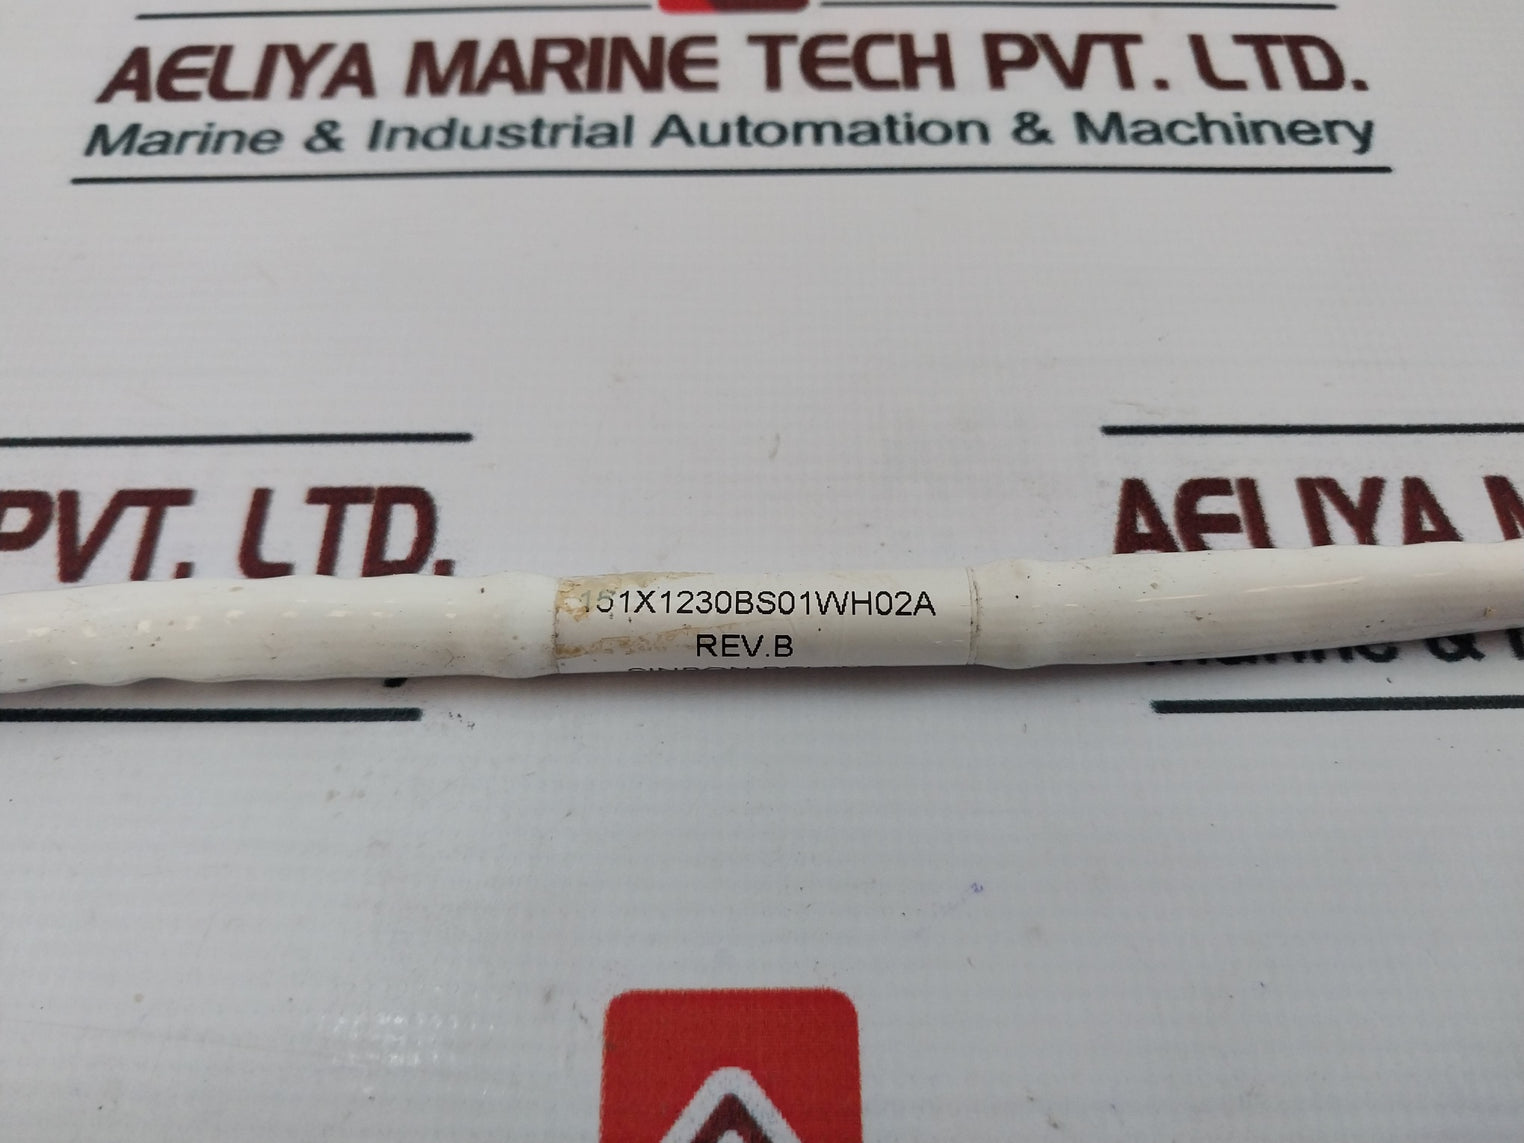 AELIYA MARINE TECH PVT. LTD.
Marine & Industrial Automation & Machinery
PVT. LTD.
AELIYA
151X1230BS01WH02A
REV.B